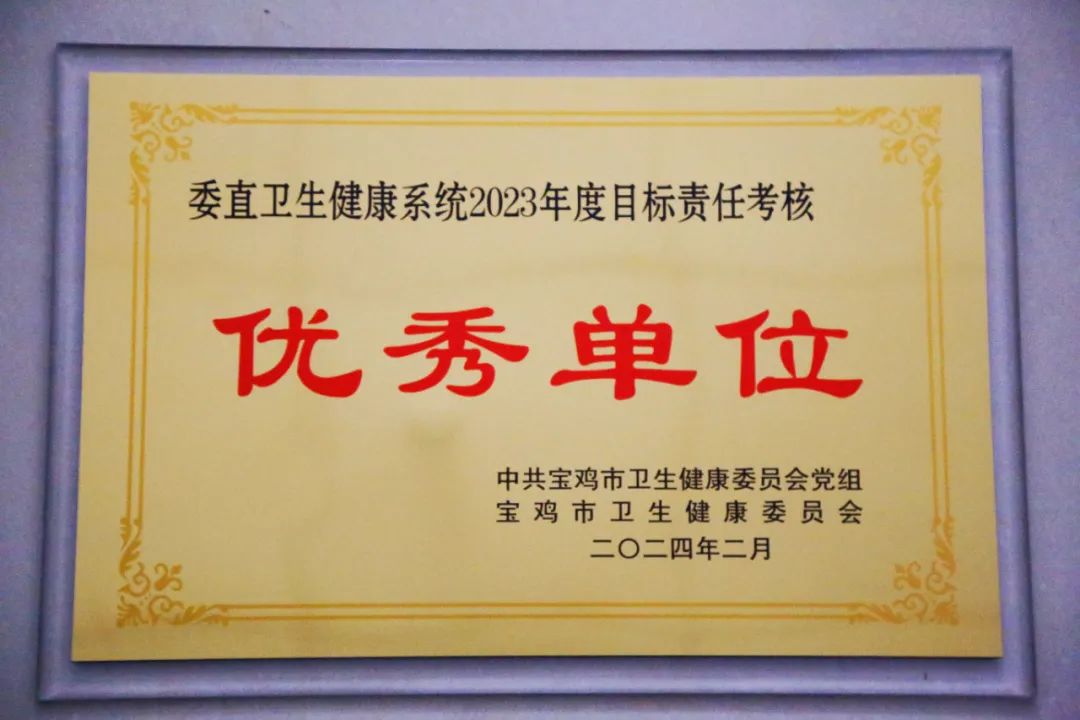 委直卫生健康系统2023年度目标责任考核
优秀单位
中共宝鸡市卫生健康委员会党组
宝鸡市卫生健康委员会
二〇二四年二月